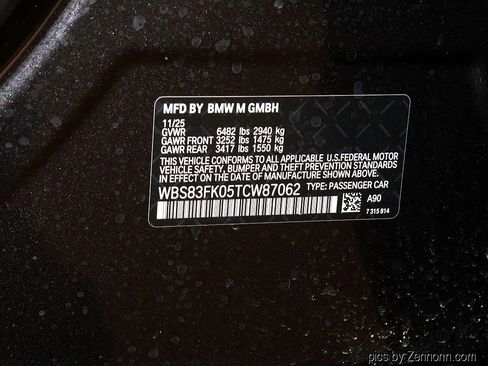 MFD BY BMW M GMBH
11/25
GVWR 6482 lbs 2940 kg
GAWR FRONT 3252 lbs 1475 kg
GAWR REAR 3417 lbs 1550 kg
THIS VEHICLE CONFORMS TO ALL APPLICABLE U.S.FEDERAL MOTOR
VEHICLE SAFETY, BUMPER AND THEFT PREVENTION STANDARDS
IN EFFECT ON THE DATE OF MANUFACTURE SHOWN ABOVE.
WBS83FK05TCW87062 TYPE: PASSENGER CAR
A90
7 315 814
pics by Zennonn.com